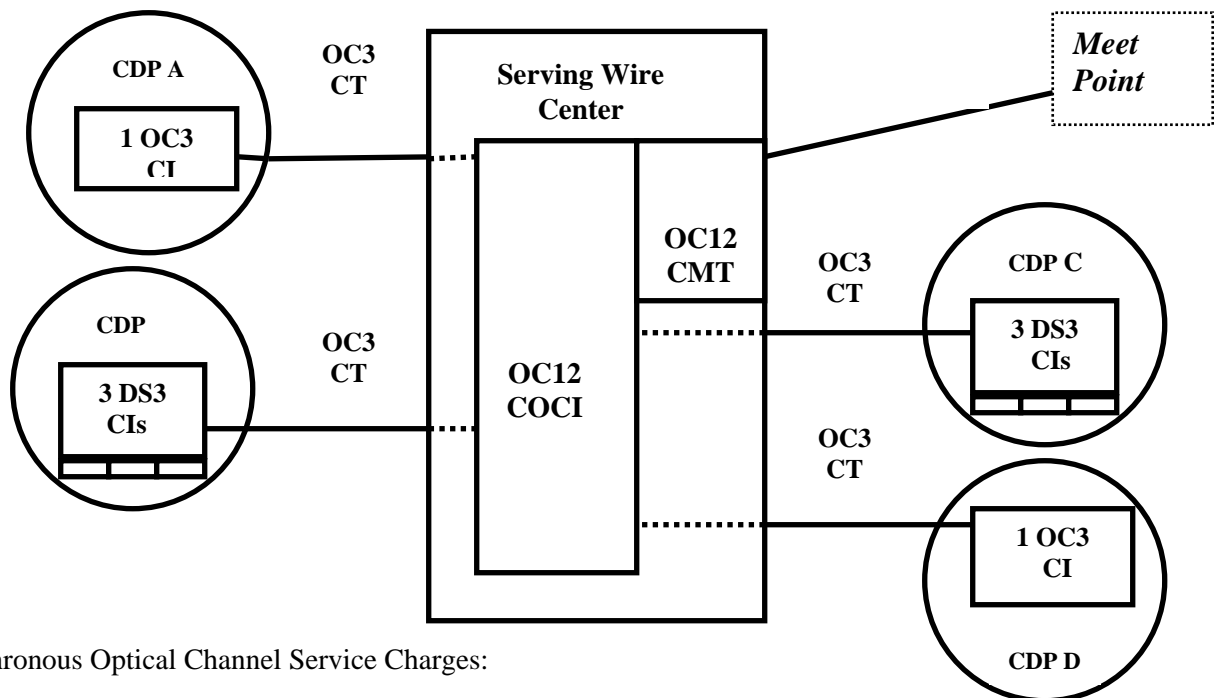 CDP A
1 OC3
CI
OC3
CT
Serving Wire
Center
Meet
Point
OC12
CMT
OC3
CT
CDP C
3 DS3
CIs
CDP
3 DS3
CIs
OC3
CT
OC12
COCI
OC3
CT
1 OC3
CI
CDP D
hronous Optical Channel Service Charges: